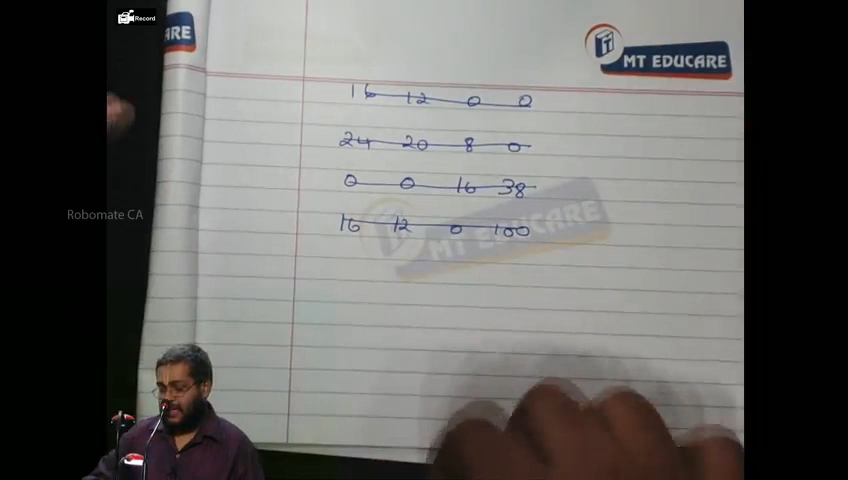 Record
ARE
MT EDUCARE
16 12 0 0
24 20 8 0
0 0 16 38
16 12 0 100
MT EDUCARE
Robomate CA